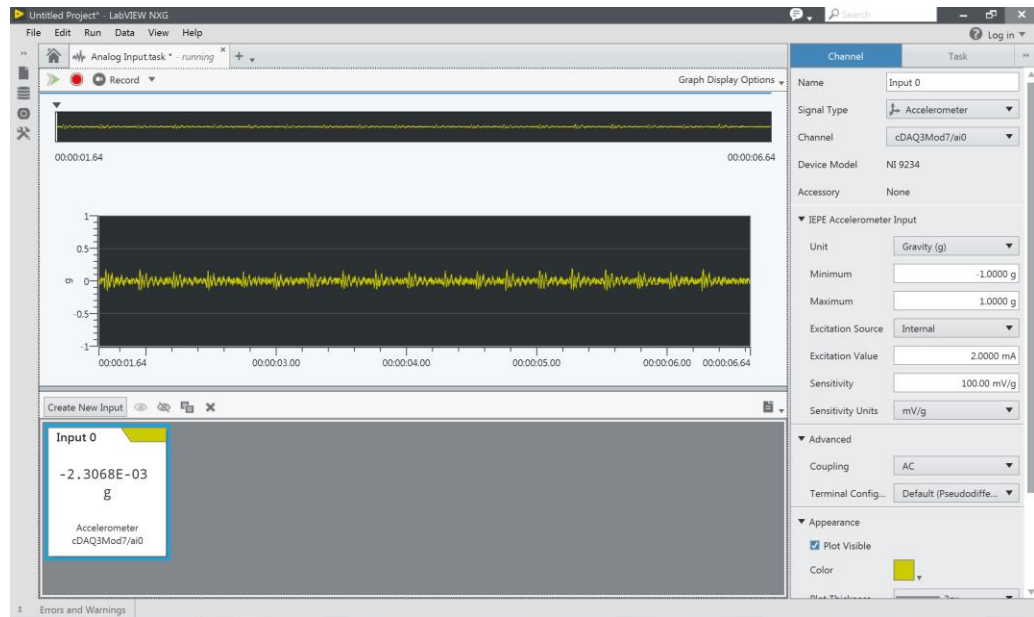 Untitled Project* - LabVIEW NXG
Search
File Edit Run Data View Help
Log in
Analog Input.task * - running
Record
Graph Display Options
00:00:01.64
00:00:06.64
1
0.5
0
-0.5
-1
g
00:00:01.64 00:00:03.00 00:00:04.00 00:00:05.00 00:00:06.00 00:00:06.64
Create New Input
Input 0
-2.3068E-03
g
Accelerometer
cDAQ3Mod7/ai0
Errors and Warnings
Channel Task
Name Input 0
Signal Type Accelerometer
Channel cDAQ3Mod7/ai0
Device Model NI 9234
Accessory None
IEPE Accelerometer Input
Unit Gravity (g)
Minimum -1.0000 g
Maximum 1.0000 g
Excitation Source Internal
Excitation Value 2.0000 mA
Sensitivity 100.00 mV/g
Sensitivity Units mV/g
Advanced
Coupling AC
Terminal Config... Default (Pseudodiffe...
Appearance
Plot Visible
Color